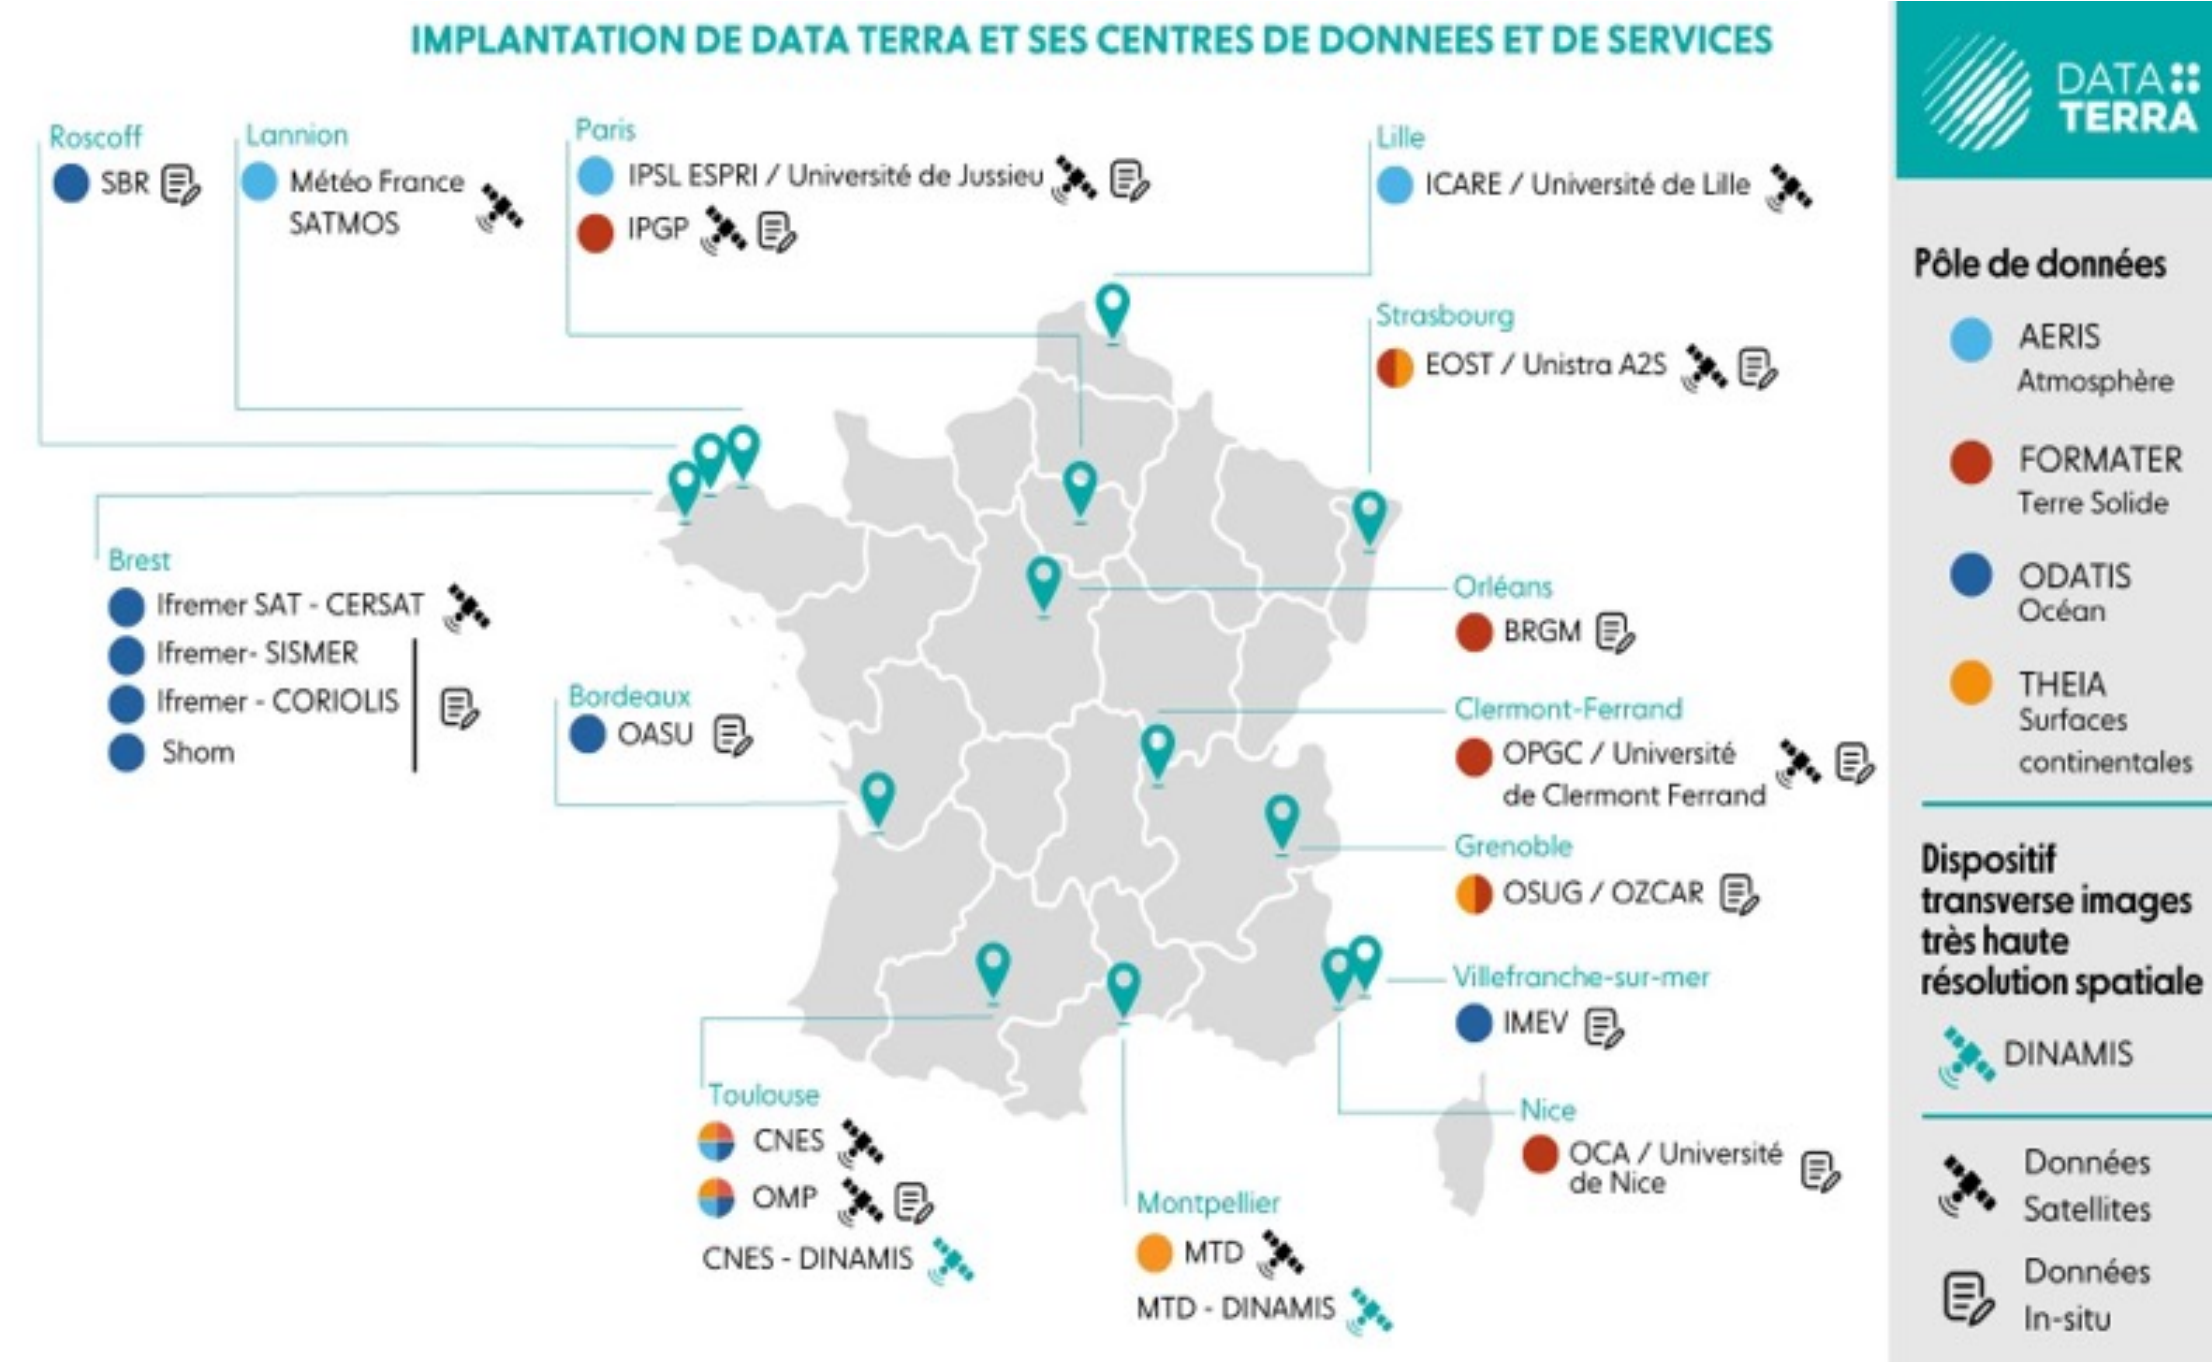 IMPLANTATION DE DATA TERRA ET SES CENTRES DE DONNEES ET DE SERVICES
DATA
TERRA
Roscoff
SBR
Lannion
Météo France
SATMOS
Paris
IPSL ESPRI / Université de Jussieu
IPGP
Lille
ICARE / Université de Lille
Strasbourg
EOST / Unistra A2S
Brest
Ifremer SAT - CERSAT
Ifremer- SISMER
Ifremer - CORIOLIS
Shom
Bordeaux
OASU
Orléans
BRGM
Clermont-Ferrand
OPGC / Université
de Clermont Ferrand
Grenoble
OSUG / OZCAR
Villefranche-sur-mer
IMEV
Nice
OCA / Université
de Nice
Toulouse
CNES
OMP
CNES - DINAMIS
Montpellier
MTD
MTD - DINAMIS
Pôle de données
AERIS
Atmosphère
FORMATER
Terre Solide
ODATIS
Océan
THEIA
Surfaces
continentales
Dispositif
transverse images
très haute
résolution spatiale
DINAMIS
Données
Satellites
Données
In-situ